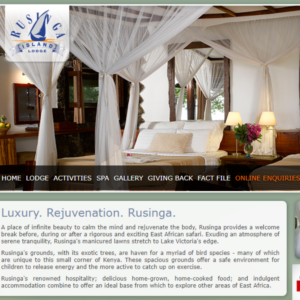 RUSINGA
ISLAND
LODGE
HOME LODGE ACTIVITIES SPA GALLERY GIVING BACK FACT FILE ONLINE ENQUIRIES
Luxury. Rejuvenation. Rusinga.
A place of infinite beauty to calm the mind and rejuvenate the body, Rusinga provides a welcome
break before, during or after a rigorous and exciting East African safari. Exuding an atmosphere of
serene tranquility, Rusinga's manicured lawns stretch to Lake Victoria's edge.
Rusinga's grounds, with its exotic trees, are haven for a myriad of bird species - many of which
are unique to this small corner of Kenya. These spacious grounds offer a safe environment for
children to release energy and the more active to catch up on exercise.
Rusinga's renowned hospitality; delicious home-grown, home-cooked food; and indulgent
accommodation combine to offer an ideal base from which to explore other areas of East Africa.